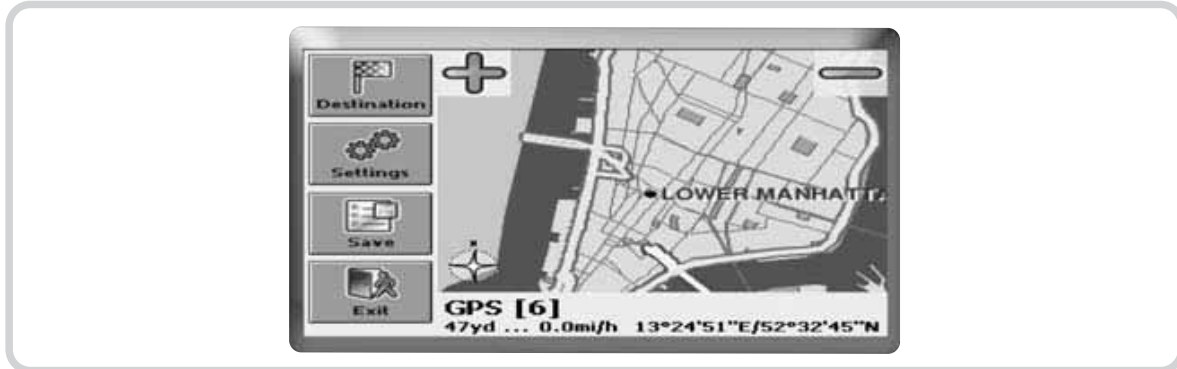 Destination
Settings
Save
Exit
LOWER MANHATTA
N
GPS [6]
47yd ... 0.0mi/h 13°24'51"E/52°32'45"N